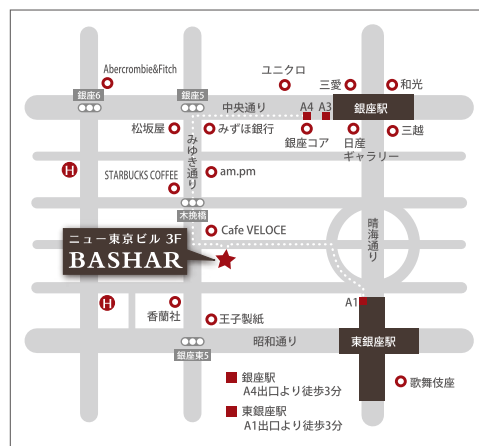 Abercrombie&Fitch
ユニクロ
三愛
和光
銀座6
銀座5
中央通り
A4
A3
銀座駅
松坂屋
みずほ銀行
銀座コア
日産
ギャラリー
三越
みゆき通り
H
STARBUCKS COFFEE
am.pm
木挽橋
Cafe VELOCE
晴海通り
ニュー東京ビル 3F
BASHAR
H
香蘭社
王子製紙
A1
昭和通り
東銀座駅
銀座東5
銀座駅
A4出口より徒歩3分
歌舞伎座
東銀座駅
A1出口より徒歩3分